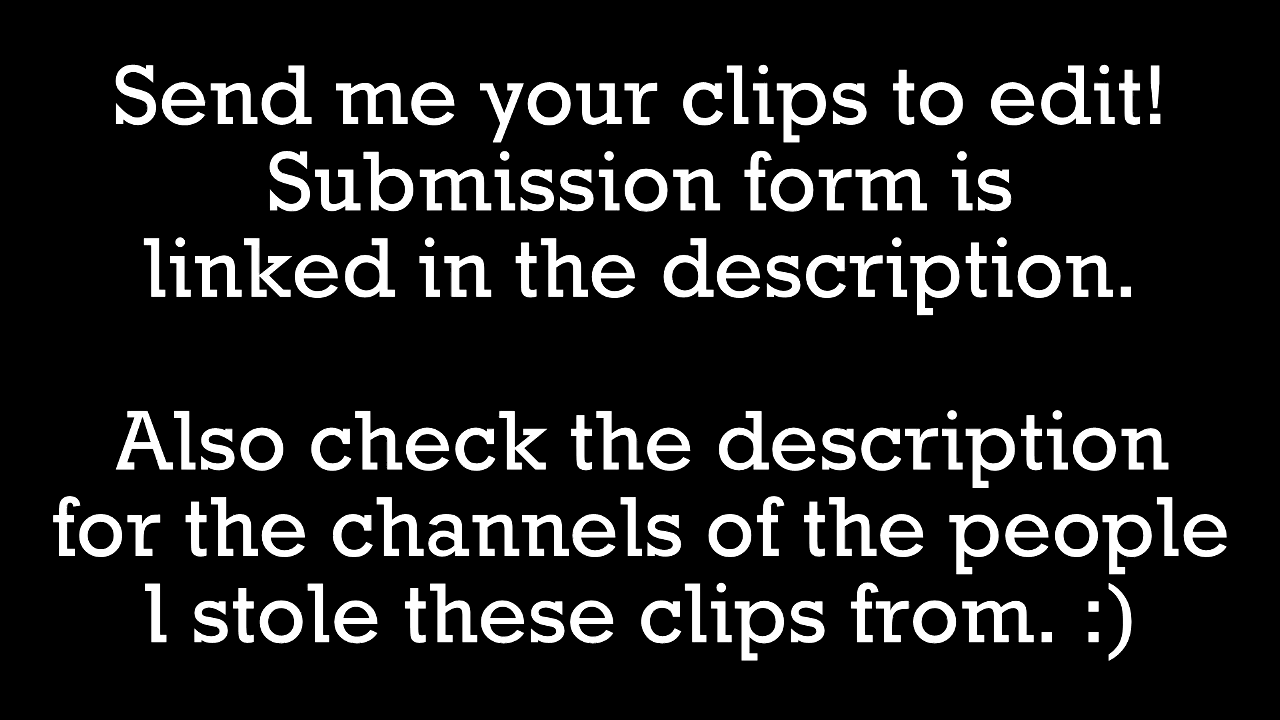 Send me your clips to edit!
Submission form is
linked in the description.
Also check the description
for the channels of the people
I stole these clips from. :)